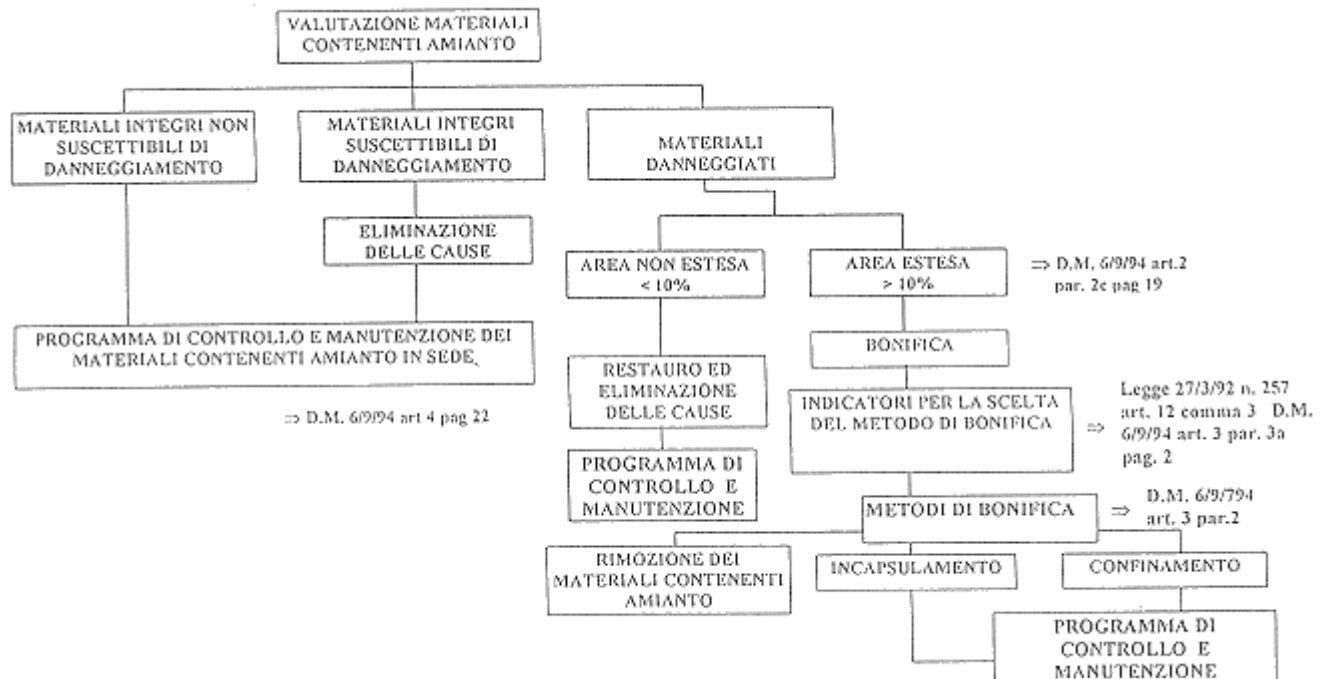 VALUTAZIONE MATERIALI
CONTENENTI AMIANTO
MATERIALI INTEGRI NON
SUSCETTIBILI DI
DANNEGGIAMENTO
MATERIALI INTEGRI
SUSCETTIBILI DI
DANNEGGIAMENTO
MATERIALI
DANNEGGIATI
ELIMINAZIONE
DELLE CAUSE
AREA NON ESTESA
< 10%
AREA ESTESA
> 10%
⇒ D.M. 6/9/94 art.2
par. 2c pag 19
PROGRAMMA DI CONTROLLO E MANUTENZIONE DEI
MATERIALI CONTENENTI AMIANTO IN SEDE.
⇒ D.M. 6/9/94 art 4 pag 22
BONIFICA
RESTAURO ED
ELIMINAZIONE
DELLE CAUSE
INDICATORI PER LA SCELTA
DEL METODO DI BONIFICA
⇒ Legge 27/3/92 n. 257
art. 12 comma 3 D.M.
6/9/94 art. 3 par. 3a
pag. 2
PROGRAMMA DI
CONTROLLO E
MANUTENZIONE
METODI DI BONIFICA
⇒ D.M. 6/9/794
art. 3 par.2
RIMOZIONE DEI
MATERIALI CONTENENTI
AMIANTO
INCAPSULAMENTO
CONFINAMENTO
PROGRAMMA DI
CONTROLLO E
MANUTENZIONE